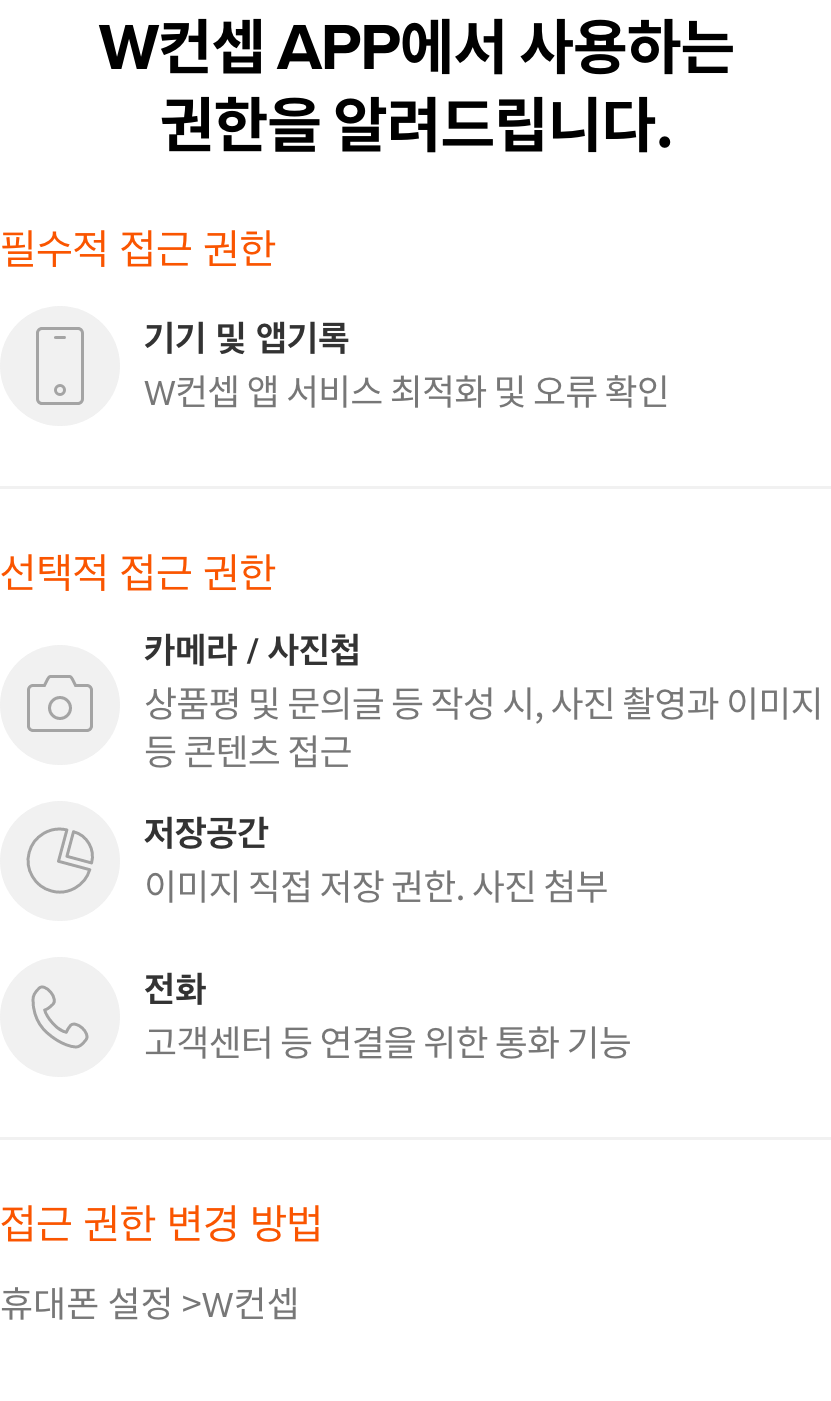 W컨셉 APP에서 사용하는
권한을 알려드립니다.
필수적 접근 권한
기기 및 앱기록
W컨셉 앱 서비스 최적화 및 오류 확인
선택적 접근 권한
카메라 / 사진첩
상품평 및 문의글 등 작성 시, 사진 촬영과 이미지
등 콘텐츠 접근
저장공간
이미지 직접 저장 권한. 사진 첨부
전화
고객센터 등 연결을 위한 통화 기능
접근 권한 변경 방법
휴대폰 설정 >W컨셉